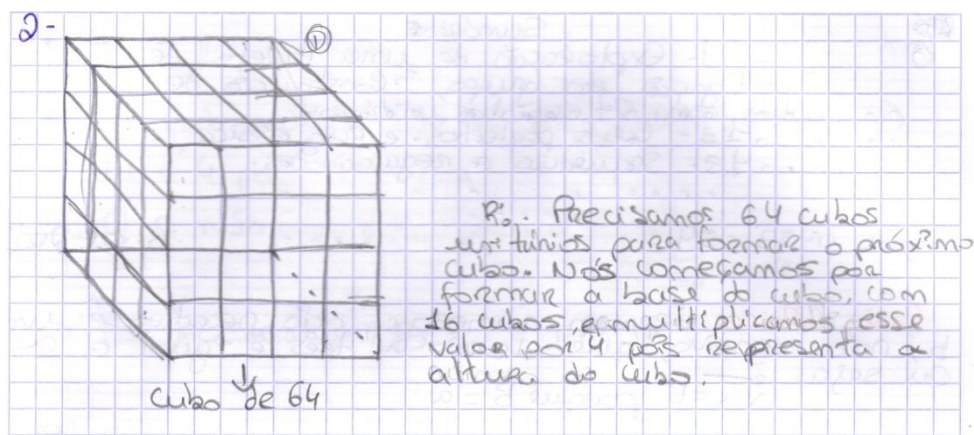 2-
①
R:. Precisamos 64 cubos
unitúnios para formar o próximo
cubo. Nós começamos por
formar a base do cubo, com
16 cubos, e multiplicamos esse
valor por 4 pois representa a
altura do cubo.
cubo de 64